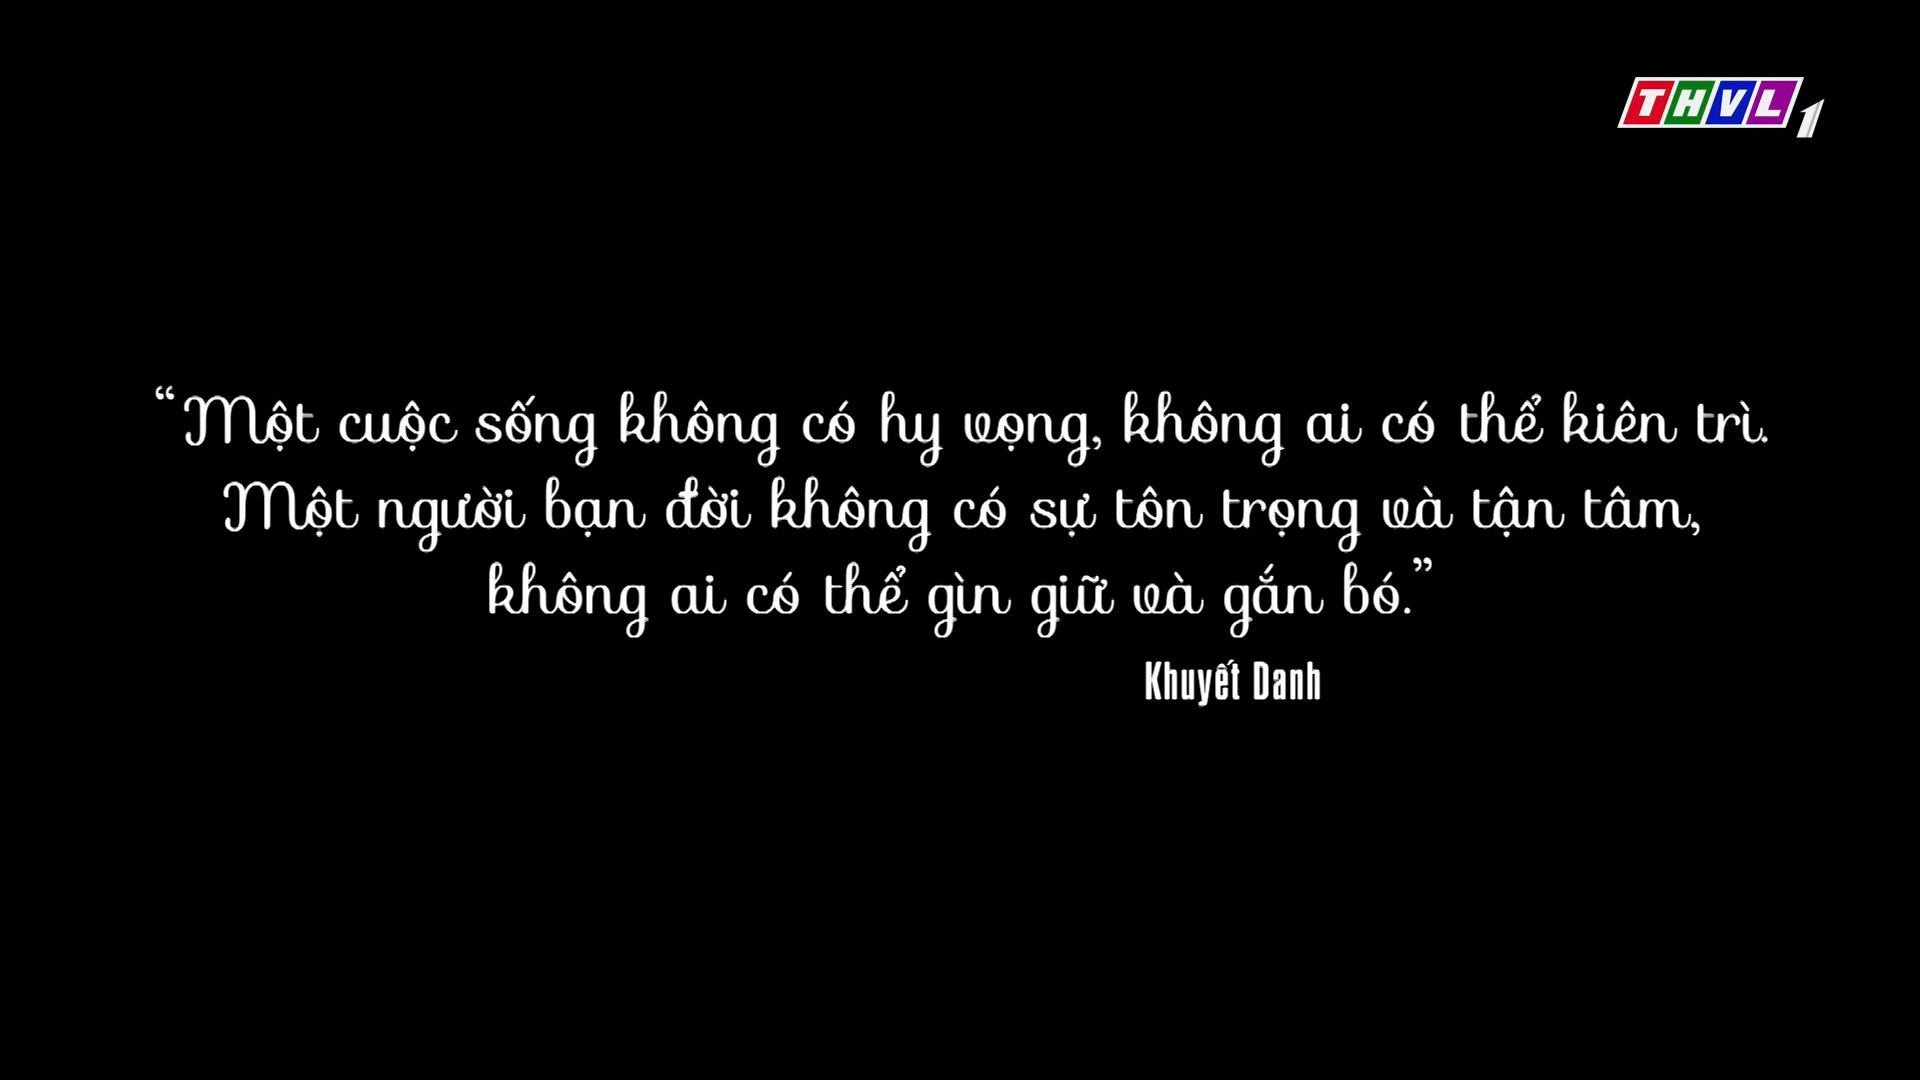 THVL1
“Một cuộc sống không có hy vọng, không ai có thể kiên trì.
Một người bạn đời không có sự tôn trọng và tận tâm,
không ai có thể gìn giữ và gắn bó.”
Khuyết Danh